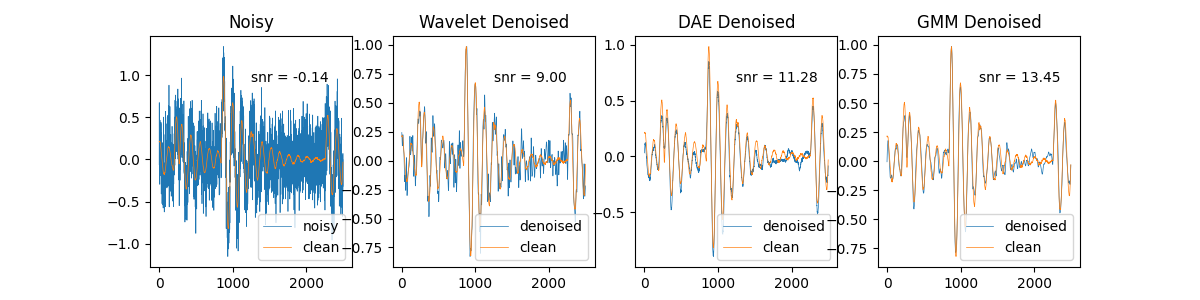 Noisy
1.0
0.5
0.0
−0.5
−1.0
snr = -0.14
noisy
clean
0
1000
2000
Wavelet Denoised
1.00
0.75
0.50
0.25
0.00
−0.25
−0.50
−0.75
snr = 9.00
denoised
clean
0
1000
2000
DAE Denoised
1.0
0.5
0.0
−0.5
snr = 11.28
denoised
clean
0
1000
2000
GMM Denoised
1.00
0.75
0.50
0.25
0.00
−0.25
−0.50
−0.75
snr = 13.45
denoised
clean
0
1000
2000